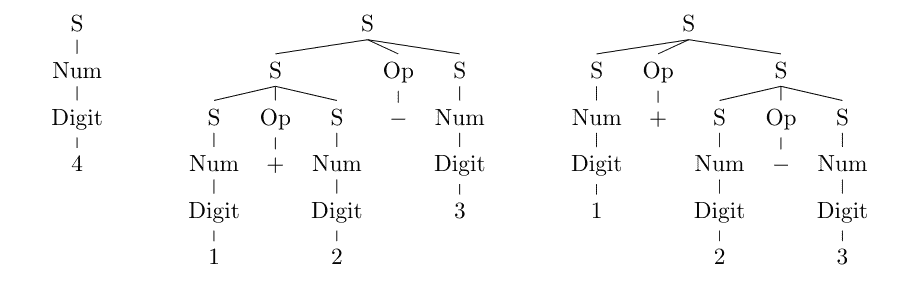 S S S
Num S Op S S Op S
Digit S Op S − Num Num + S Op S
4 Num + Num Digit Digit Num − Num
Digit Digit 3 1 Digit Digit
1 2 2 3